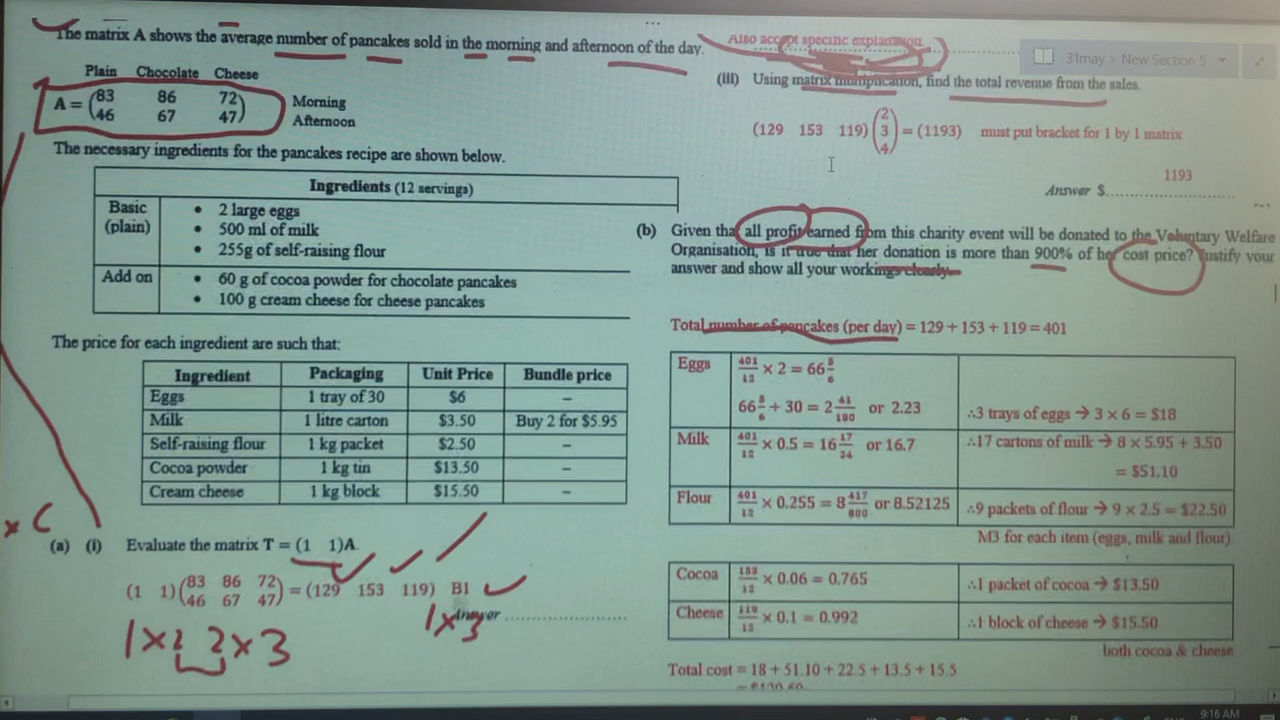 The matrix A shows the average number of pancakes sold in the morning and afternoon of the day.
Plain Chocolate Cheese
A = (83 86 72) Morning
(46 67 47) Afternoon
The necessary ingredients for the pancakes recipe are shown below.
Ingredients (12 servings)
Basic (plain)
• 2 large eggs
• 500 ml of milk
• 255g of self-raising flour
Add on
• 60 g of cocoa powder for chocolate pancakes
• 100 g cream cheese for cheese pancakes
The price for each ingredient are such that:
Ingredient Packaging Unit Price Bundle price
Eggs 1 tray of 30 $6 –
Milk 1 litre carton $3.50 Buy 2 for $5.95
Self-raising flour 1 kg packet $2.50 –
Cocoa powder 1 kg tin $13.50 –
Cream cheese 1 kg block $15.50 –
× C
(a) (i) Evaluate the matrix T = (1 1)A.
(1 1)(83 86 72 / 46 67 47) = (129 153 119) B1
Answer
1×2 2×3
1×3
Also accept specific explanation
31may > New Section 5
(iii) Using matrix multiplication, find the total revenue from the sales.
(129 153 119)(2 3 4) = (1193) must put bracket for 1 by 1 matrix
1193
Answer $
(b) Given that all profit earned from this charity event will be donated to the Voluntary Welfare
Organisation, is it true that her donation is more than 900% of her cost price? Justify your
answer and show all your workings clearly.
Total number of pancakes (per day) = 129 + 153 + 119 = 401
Eggs 401/12 × 2 = 66
∴3 trays of eggs → 3 × 6 = $18
or 2.23
Milk 401/12 × 0.5 = 16 17/24 or 16.7 ∴17 cartons of milk → 8 × 5.95 + 3.50
= $51.10
Flour 401/12 × 0.255 = 8 417/800 or 8.52125 ∴9 packets of flour → 9 × 2.5 = $22.50
M3 for each item (eggs, milk and flour)
Cocoa × 0.06 = 0.765 ∴1 packet of cocoa → $13.50
Cheese 119/12 × 0.1 = 0.992 ∴1 block of cheese → $15.50
both cocoa & cheese
Total cost = 18 + 51.10 + 22.5 + 13.5 + 15.5
9:16 AM